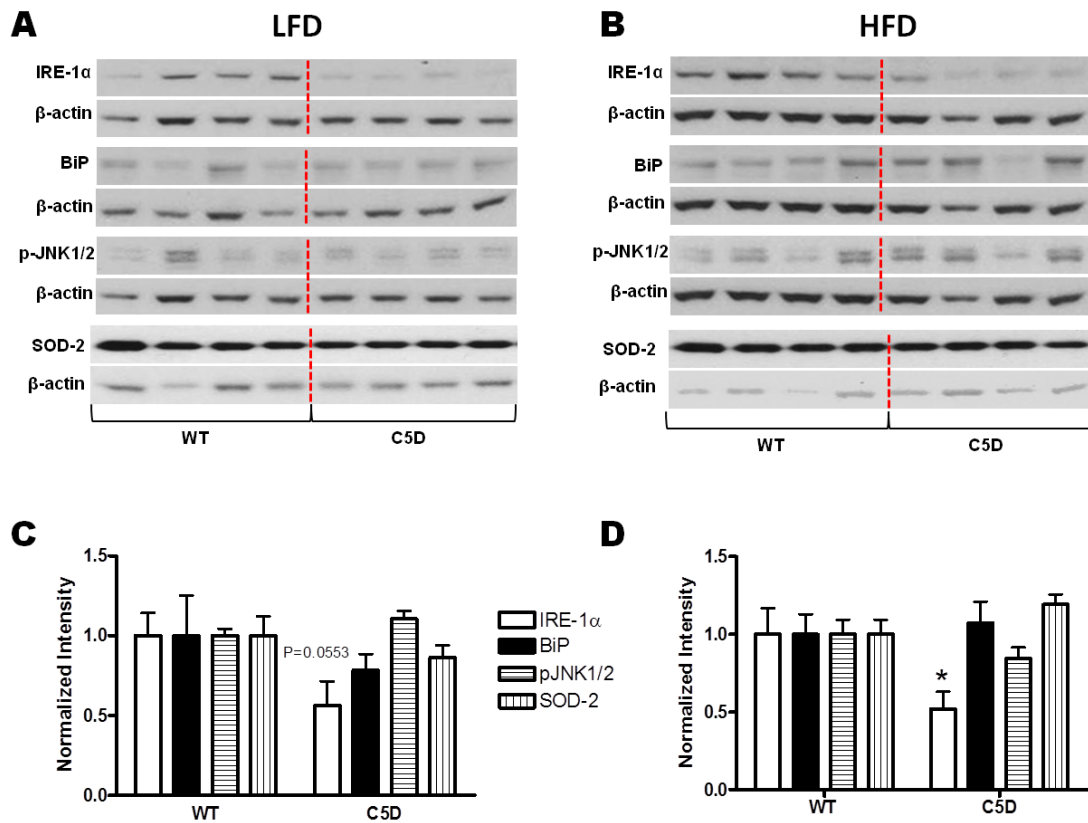 A
LFD
IRE-1α
β-actin
BiP
β-actin
p-JNK1/2
β-actin
SOD-2
β-actin
WT
C5D
B
HFD
IRE-1α
β-actin
BiP
β-actin
p-JNK1/2
β-actin
SOD-2
β-actin
WT
C5D
C
Normalized Intensity
1.5
1.0
0.5
0.0
P=0.0553
WT
C5D
IRE-1α
BiP
pJNK1/2
SOD-2
D
Normalized Intensity
1.5
1.0
0.5
0.0
*
WT
C5D